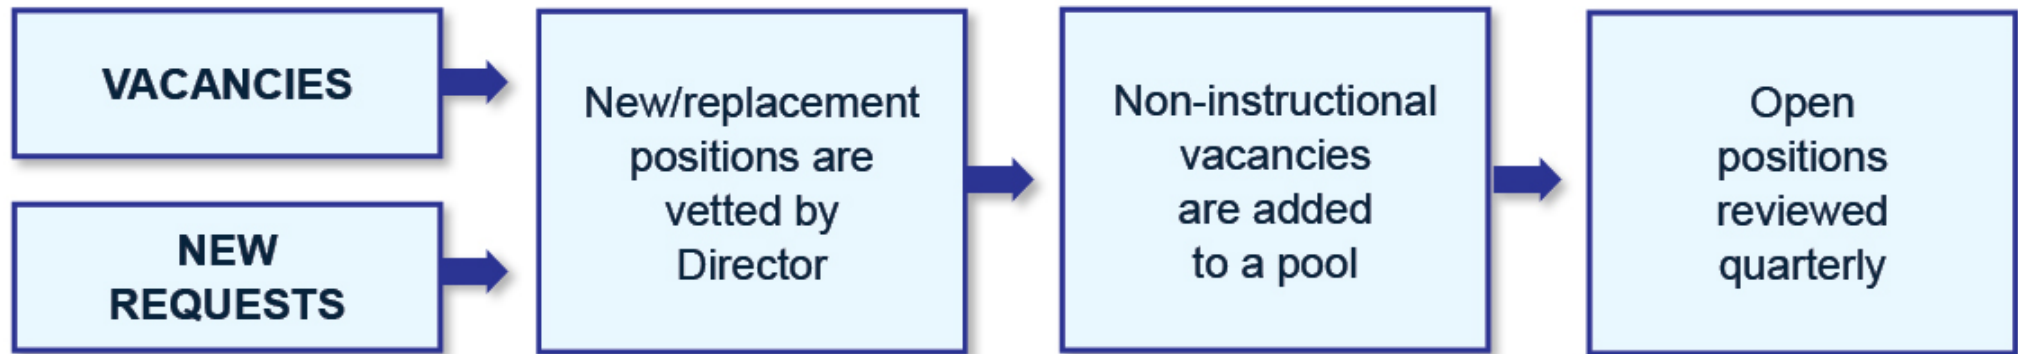 VACANCIES
NEW
REQUESTS
New/replacement
positions are
vetted by
Director
Non-instructional
vacancies
are added
to a pool
Open
positions
reviewed
quarterly